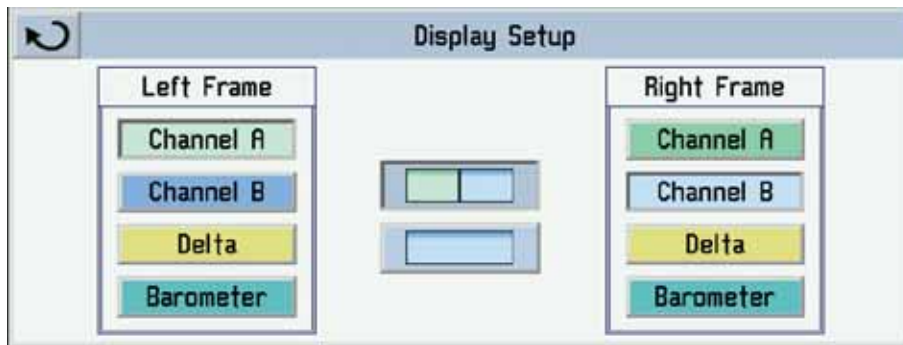 Display Setup
Left Frame
Channel A
Channel B
Delta
Barometer
Right Frame
Channel A
Channel B
Delta
Barometer